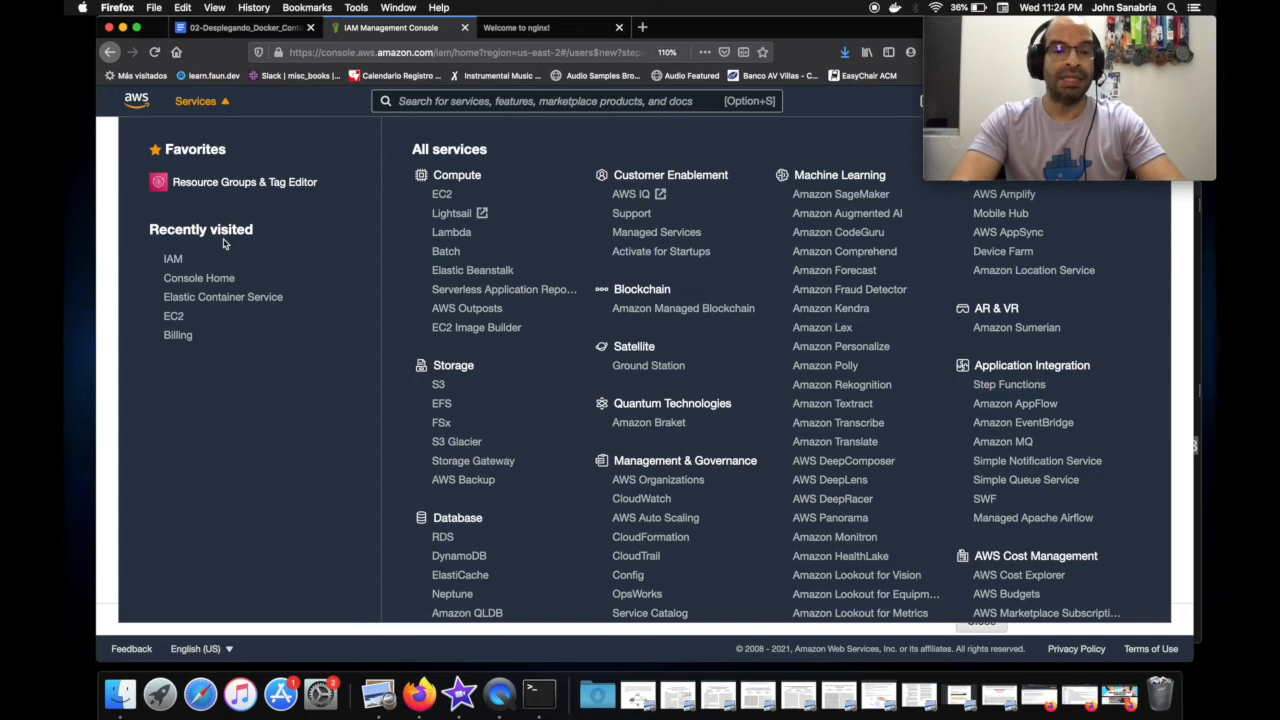 Firefox File Edit View History Bookmarks Tools Window Help 36% Wed 11:24 PM John Sanabria
02-Desplegando_Docker_Cont
IAM Management Console
Welcome to nginx!
https://console.aws.amazon.com/iam/home?region=us-east-2#/users$new?step= 110%
Más visitados learn.faun.dev Slack | misc_books |... Calendario Registro ... Instrumental Music ... Audio Samples Bro... Audio Featured Banco AV Villas - C... EasyChair ACM
aws Services Search for services, features, marketplace products, and docs [Option+S]
Favorites
Resource Groups & Tag Editor
Recently visited
IAM
Console Home
Elastic Container Service
EC2
Billing
All services
Compute
EC2
Lightsail
Lambda
Batch
Elastic Beanstalk
Serverless Application Repo...
AWS Outposts
EC2 Image Builder
Storage
S3
EFS
FSx
S3 Glacier
Storage Gateway
AWS Backup
Database
RDS
DynamoDB
ElastiCache
Neptune
Amazon QLDB
Customer Enablement
AWS IQ
Support
Managed Services
Activate for Startups
Blockchain
Amazon Managed Blockchain
Satellite
Ground Station
Quantum Technologies
Amazon Braket
Management & Governance
AWS Organizations
CloudWatch
AWS Auto Scaling
CloudFormation
CloudTrail
Config
OpsWorks
Service Catalog
Machine Learning
Amazon SageMaker
Amazon Augmented AI
Amazon CodeGuru
Amazon Comprehend
Amazon Forecast
Amazon Fraud Detector
Amazon Kendra
Amazon Lex
Amazon Personalize
Amazon Polly
Amazon Rekognition
Amazon Textract
Amazon Transcribe
Amazon Translate
AWS DeepComposer
AWS DeepLens
AWS DeepRacer
AWS Panorama
Amazon Monitron
Amazon HealthLake
Amazon Lookout for Vision
Amazon Lookout for Equipm...
Amazon Lookout for Metrics
AWS Amplify
Mobile Hub
AWS AppSync
Device Farm
Amazon Location Service
AR & VR
Amazon Sumerian
Application Integration
Step Functions
Amazon AppFlow
Amazon EventBridge
Amazon MQ
Simple Notification Service
Simple Queue Service
SWF
Managed Apache Airflow
AWS Cost Management
AWS Cost Explorer
AWS Budgets
AWS Marketplace Subscripti...
Close
Feedback English (US) © 2008 - 2021, Amazon Web Services, Inc. or its affiliates. All rights reserved. Privacy Policy Terms of Use
1
2